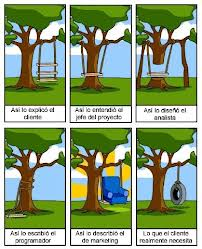 Así lo explicó el
cliente
Así lo entendió el
jefe del proyecto
Así lo diseñó el
analista
Así lo escribió el
programador
Así lo describió el
de marketing
Lo que el cliente
realmente necesita